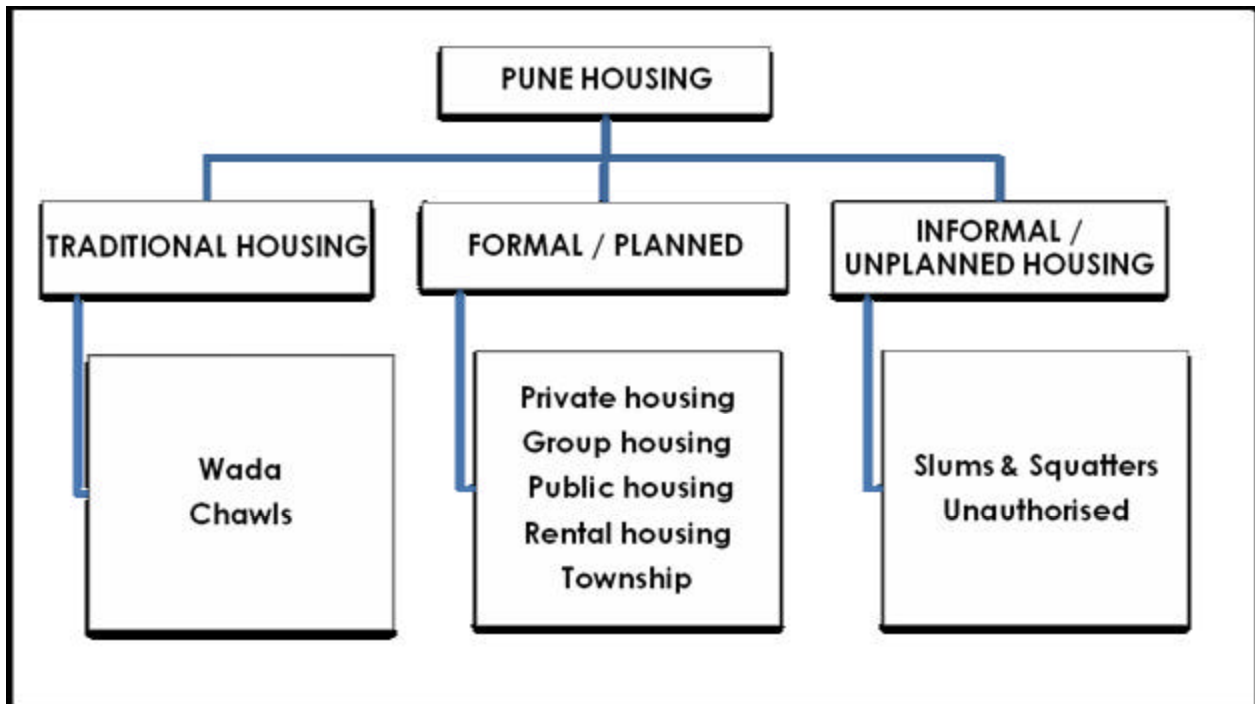 PUNE HOUSING
TRADITIONAL HOUSING
FORMAL / PLANNED
INFORMAL /
UNPLANNED HOUSING
Wada
Chawls
Private housing
Group housing
Public housing
Rental housing
Township
Slums & Squatters
Unauthorised